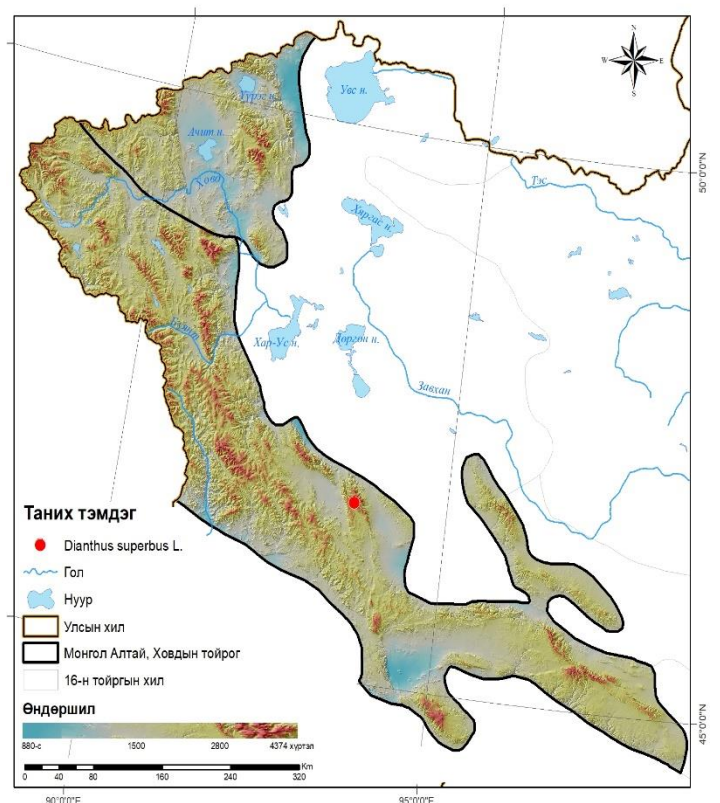 N
W E
S
Үүрэг н.
Увс н.
Ачит н.
Ховд
50°0'0"N
Тэс
Хяргас н.
Хар-Ус н.
Дөргөн н.
Завхан
Таних тэмдэг
Dianthus superbus L.
Гол
Нуур
Улсын хил
Монгол Алтай, Ховдын тойрог
16-н тойргын хил
Өндөршил
880-с 1500 2800 4374 хүртэл
Km
0 20 40 80 160 240 320
45°0'0"N
90°0'0"E 95°0'0"E